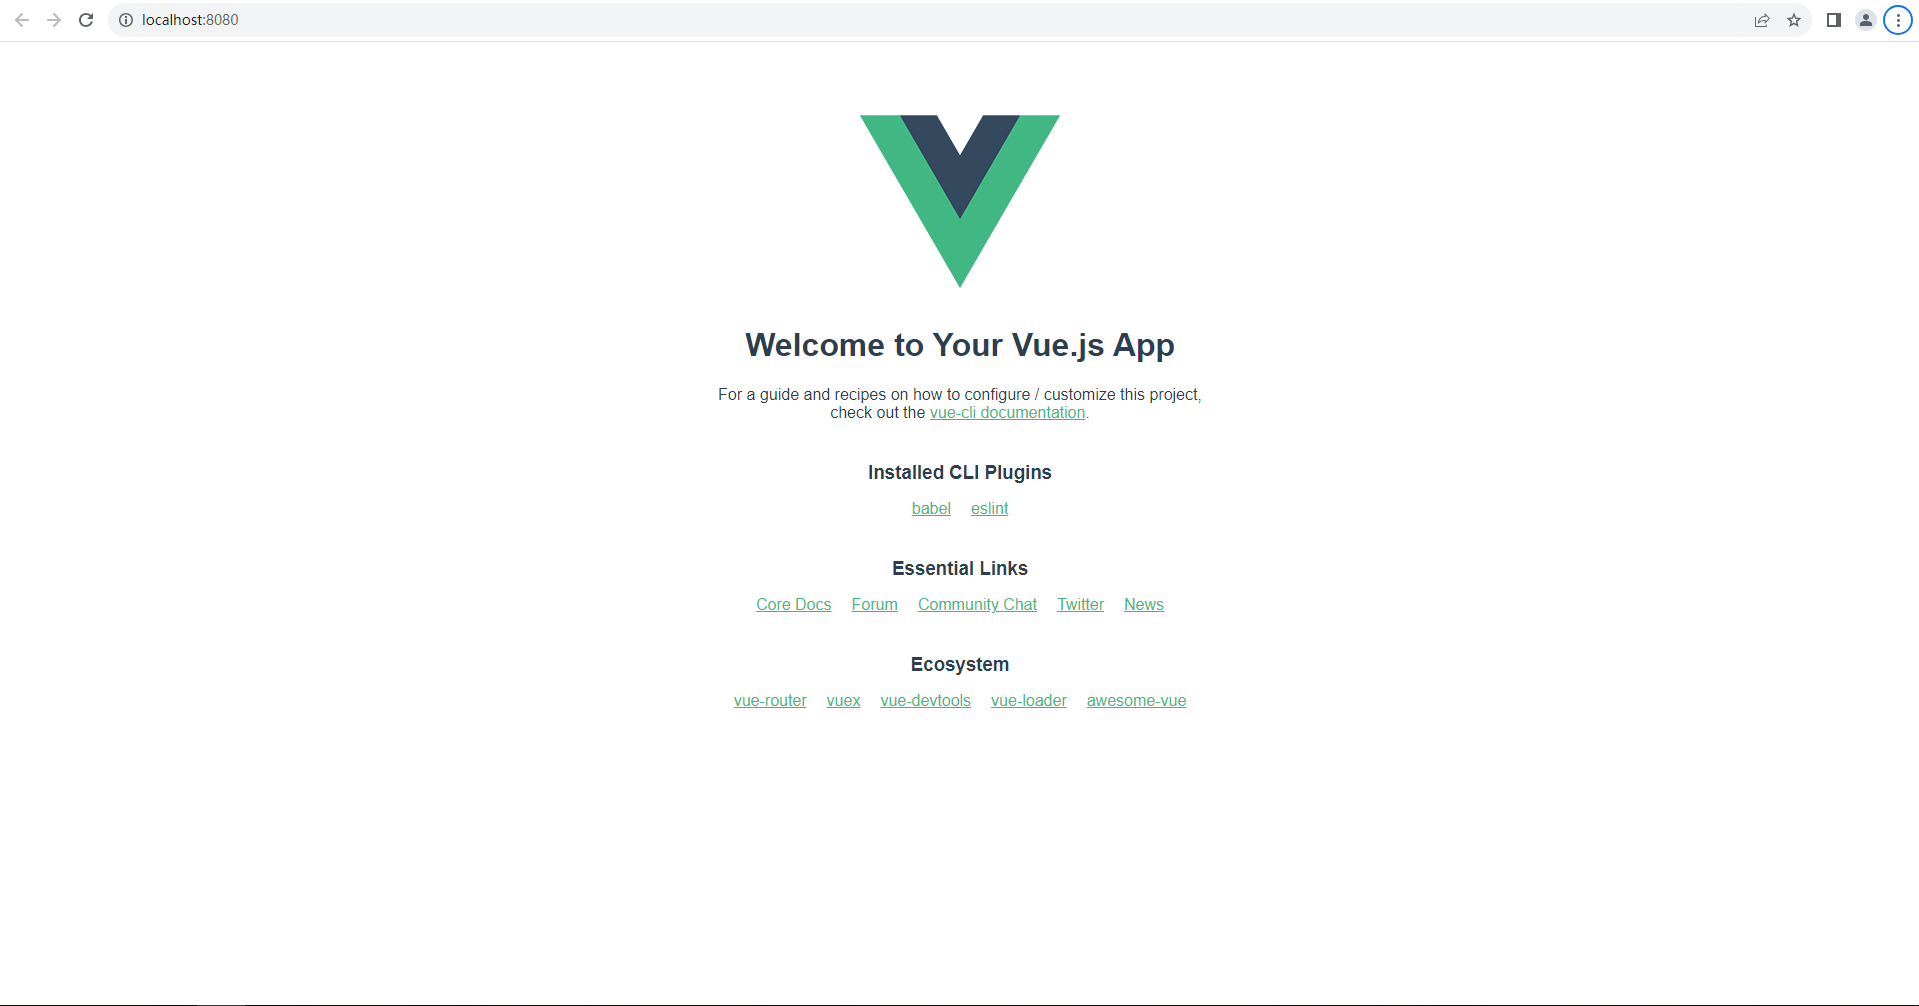 localhost:8080
Welcome to Your Vue.js App
For a guide and recipes on how to configure / customize this project,
check out the vue-cli documentation.
Installed CLI Plugins
babel eslint
Essential Links
Core Docs Forum Community Chat Twitter News
Ecosystem
vue-router vuex vue-devtools vue-loader awesome-vue